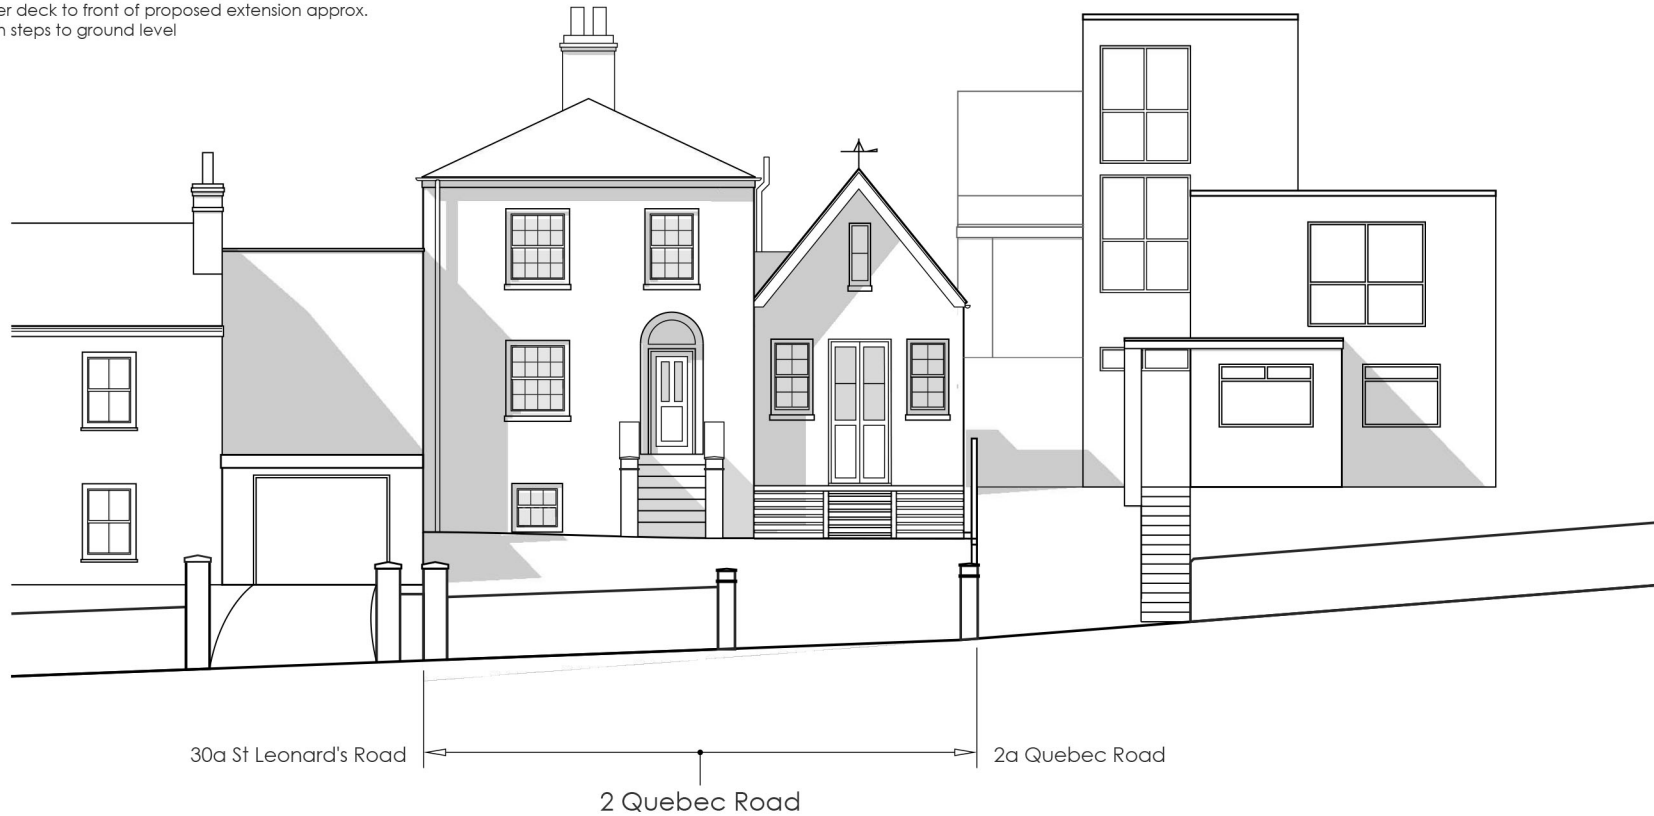 er deck to front of proposed extension approx.
n steps to ground level
30a St Leonard's Road
2a Quebec Road
2 Quebec Road